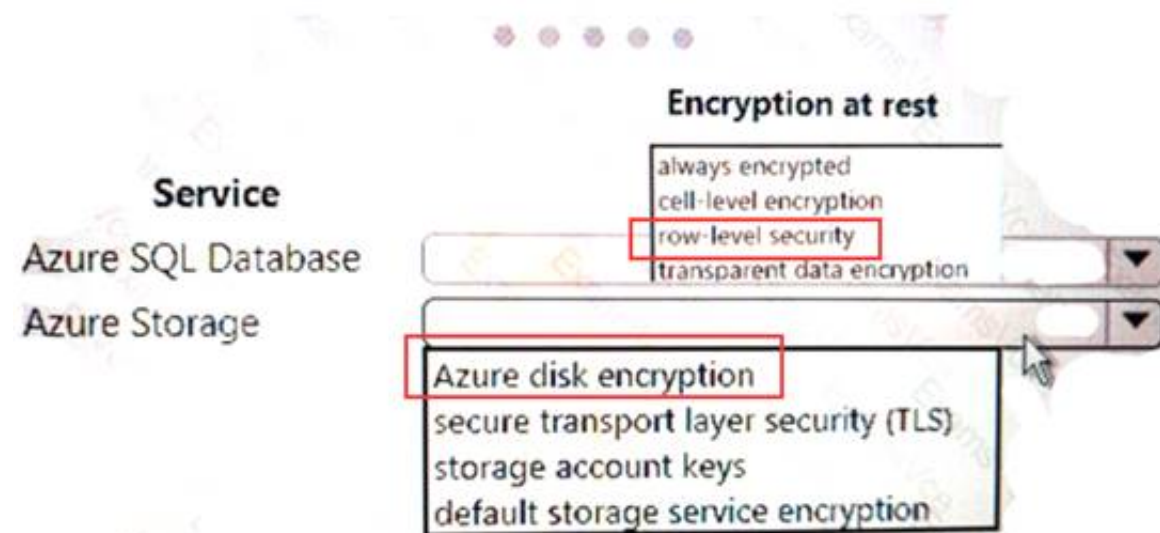 Encryption at rest
always encrypted
cell-level encryption
Service
row-level security
Azure SQL Database
transparent data encryption
Azure Storage
Azure disk encryption
secure transport layer security (TLS)
storage account keys
default storage service encryption